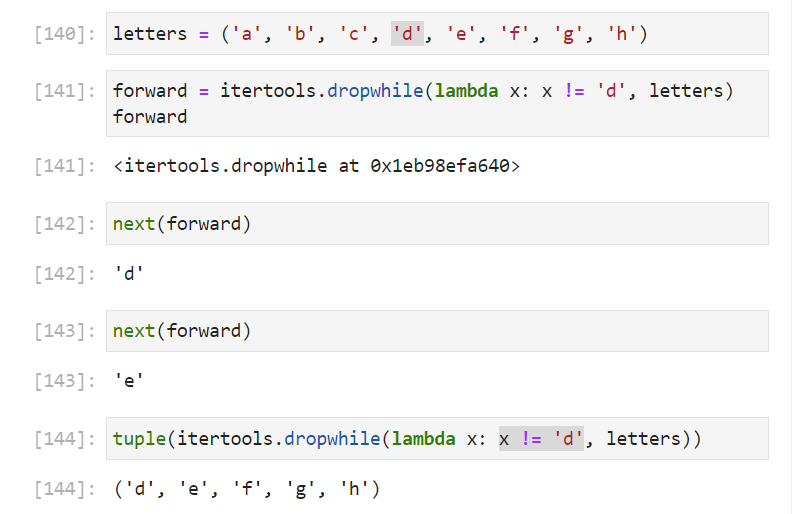 [140]: letters = ('a', 'b', 'c', 'd', 'e', 'f', 'g', 'h')
[141]: forward = itertools.dropwhile(lambda x: x != 'd', letters)
forward
[141]: <itertools.dropwhile at 0x1eb98efa640>
[142]: next(forward)
[142]: 'd'
[143]: next(forward)
[143]: 'e'
[144]: tuple(itertools.dropwhile(lambda x: x != 'd', letters))
[144]: ('d', 'e', 'f', 'g', 'h')